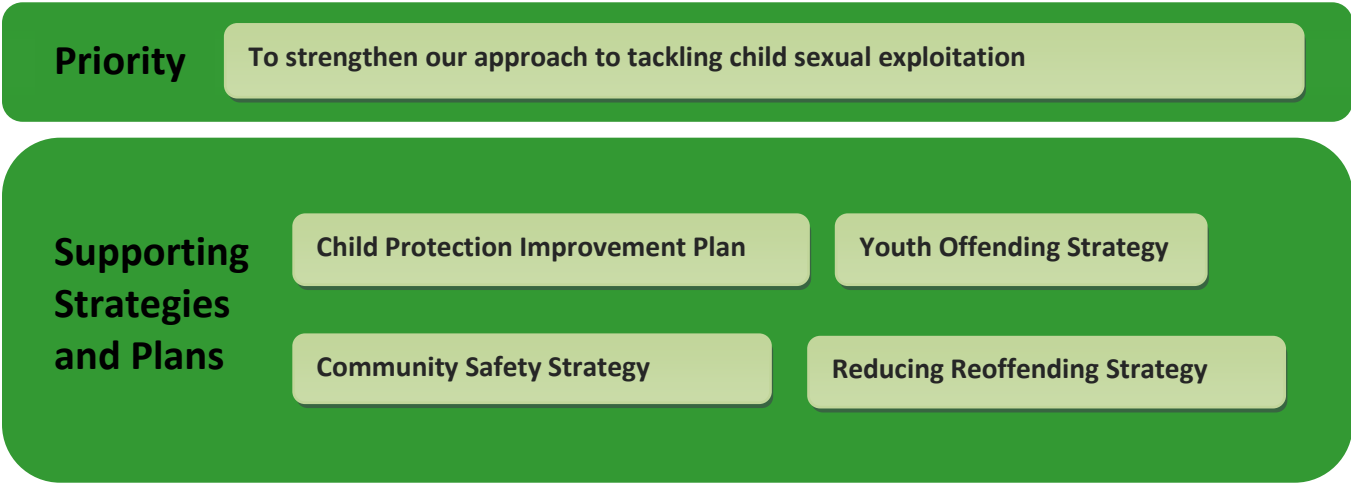 Priority
To strengthen our approach to tackling child sexual exploitation
Supporting
Strategies
and Plans
Child Protection Improvement Plan
Youth Offending Strategy
Community Safety Strategy
Reducing Reoffending Strategy